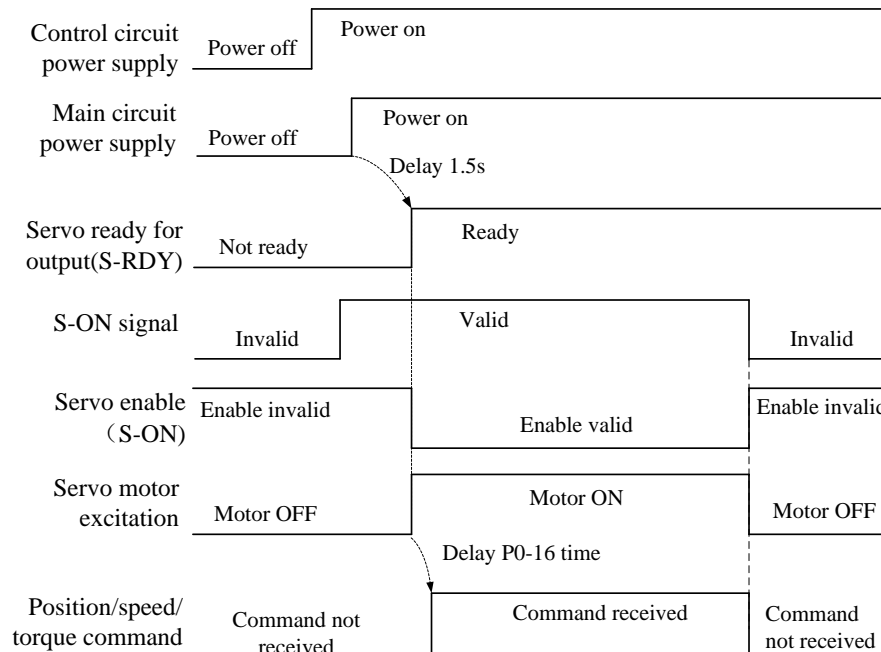 Control circuit
power supply
Power off
Power on
Main circuit
power supply
Power off
Power on
Delay 1.5s
Servo ready for
output(S-RDY)
Not ready
Ready
S-ON signal
Invalid
Valid
Invalid
Servo enable
（S-ON)
Enable invalid
Enable valid
Enable invalid
Servo motor
excitation
Motor OFF
Motor ON
Motor OFF
Delay P0-16 time
Position/speed/
torque command
Command not
received
Command received
Command
not received